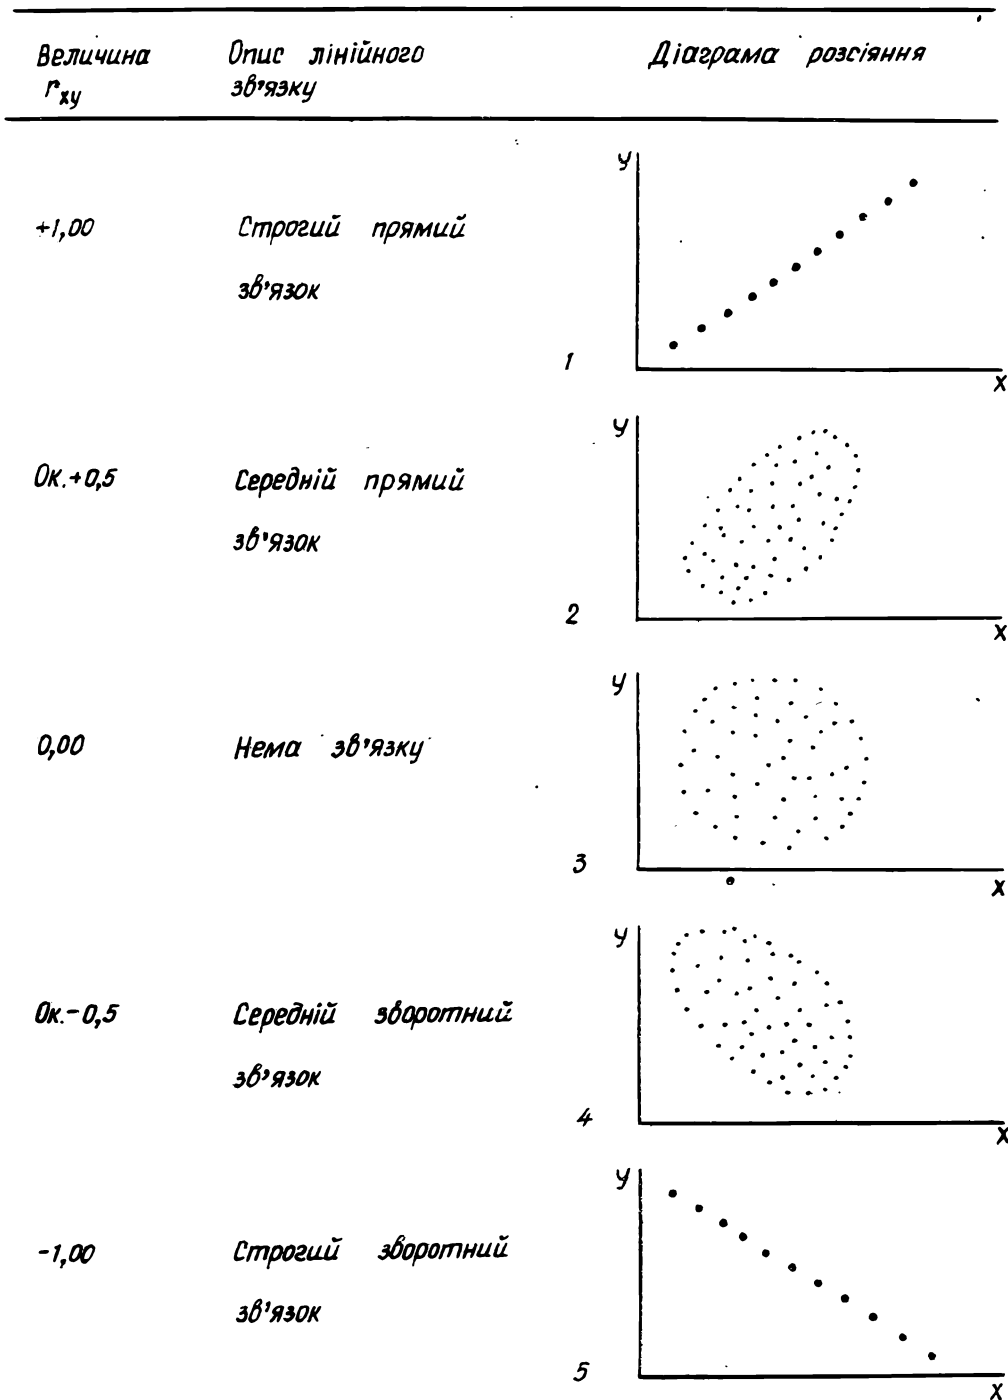 Величина Опис лінійного Діаграма розсіяння
rxy зв'язку
+1,00 Строгий прямий
зв'язок
У
1
X
Ок.+0,5 Середній прямий
зв'язок
У
2
X
0,00 Нема зв'язку
У
3
X
Ок.-0,5 Середній зворотний
зв'язок
У
4
X
-1,00 Строгий зворотний
зв'язок
У
5
X